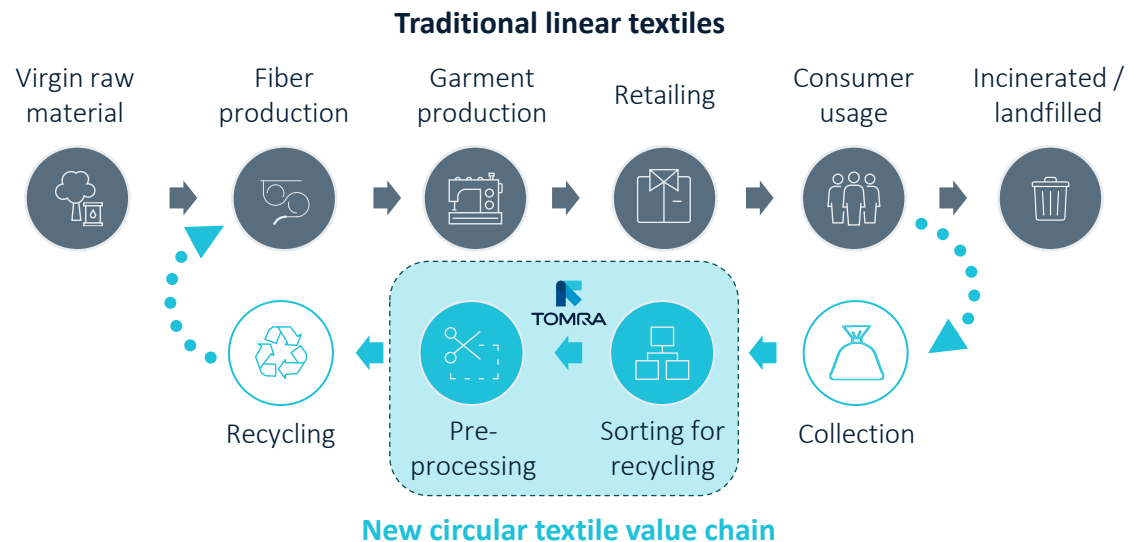 Traditional linear textiles
Virgin raw
material
Fiber
production
Garment
production
Retailing
Consumer
usage
Incinerated /
landfilled
TOMRA
Recycling
Pre-
processing
Sorting for
recycling
Collection
New circular textile value chain